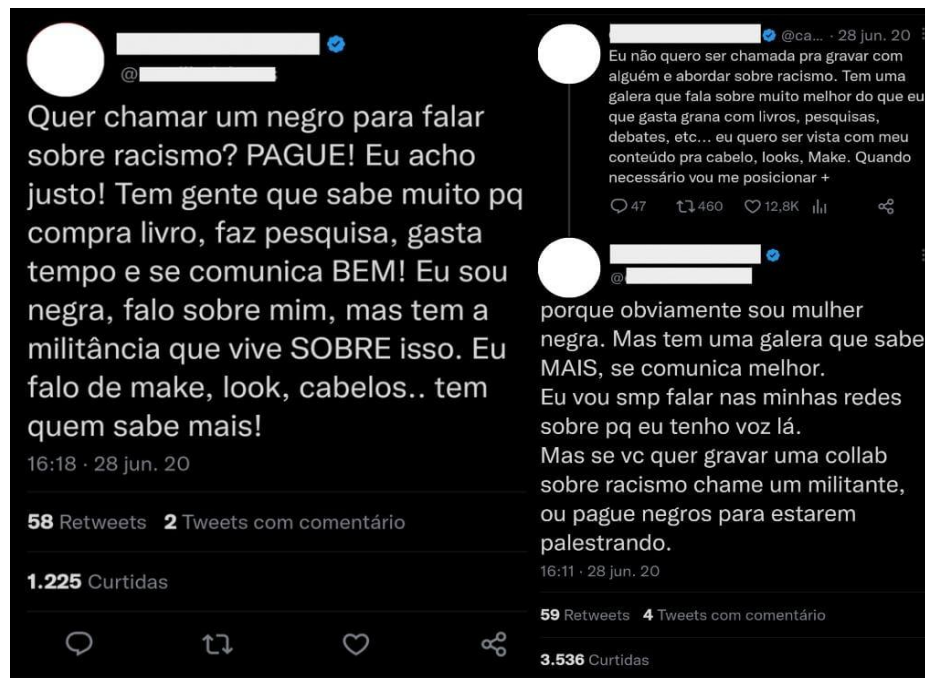 @
Quer chamar um negro para falar
sobre racismo? PAGUE! Eu acho
justo! Tem gente que sabe muito pq
compra livro, faz pesquisa, gasta
tempo e se comunica BEM! Eu sou
negra, falo sobre mim, mas tem a
militância que vive SOBRE isso. Eu
falo de make, look, cabelos.. tem
quem sabe mais!
16:18 · 28 jun. 20
58 Retweets 2 Tweets com comentário
1.225 Curtidas
@ca... · 28 jun. 20
Eu não quero ser chamada pra gravar com
alguém e abordar sobre racismo. Tem uma
galera que fala sobre muito melhor do que eu
que gasta grana com livros, pesquisas,
debates, etc... eu quero ser vista com meu
conteúdo pra cabelo, looks, Make. Quando
necessário vou me posicionar +
47 460 12,8K
@
porque obviamente sou mulher
negra. Mas tem uma galera que sabe
MAIS, se comunica melhor.
Eu vou smp falar nas minhas redes
sobre pq eu tenho voz lá.
Mas se vc quer gravar uma collab
sobre racismo chame um militante,
ou pague negros para estarem
palestrando.
16:11 · 28 jun. 20
59 Retweets 4 Tweets com comentário
3.536 Curtidas